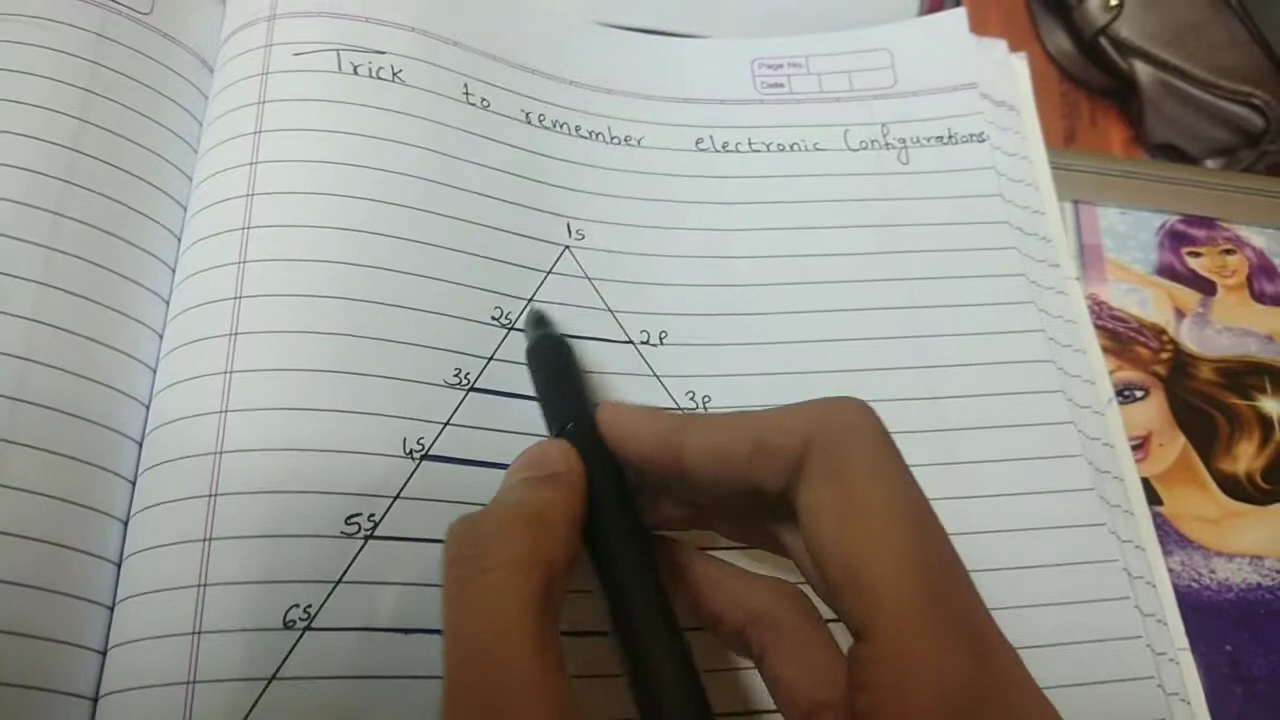 Page No.
Date
Trick to remember electronic Configurations
1s
2s 2p
3s 3p
4s
5s
6s